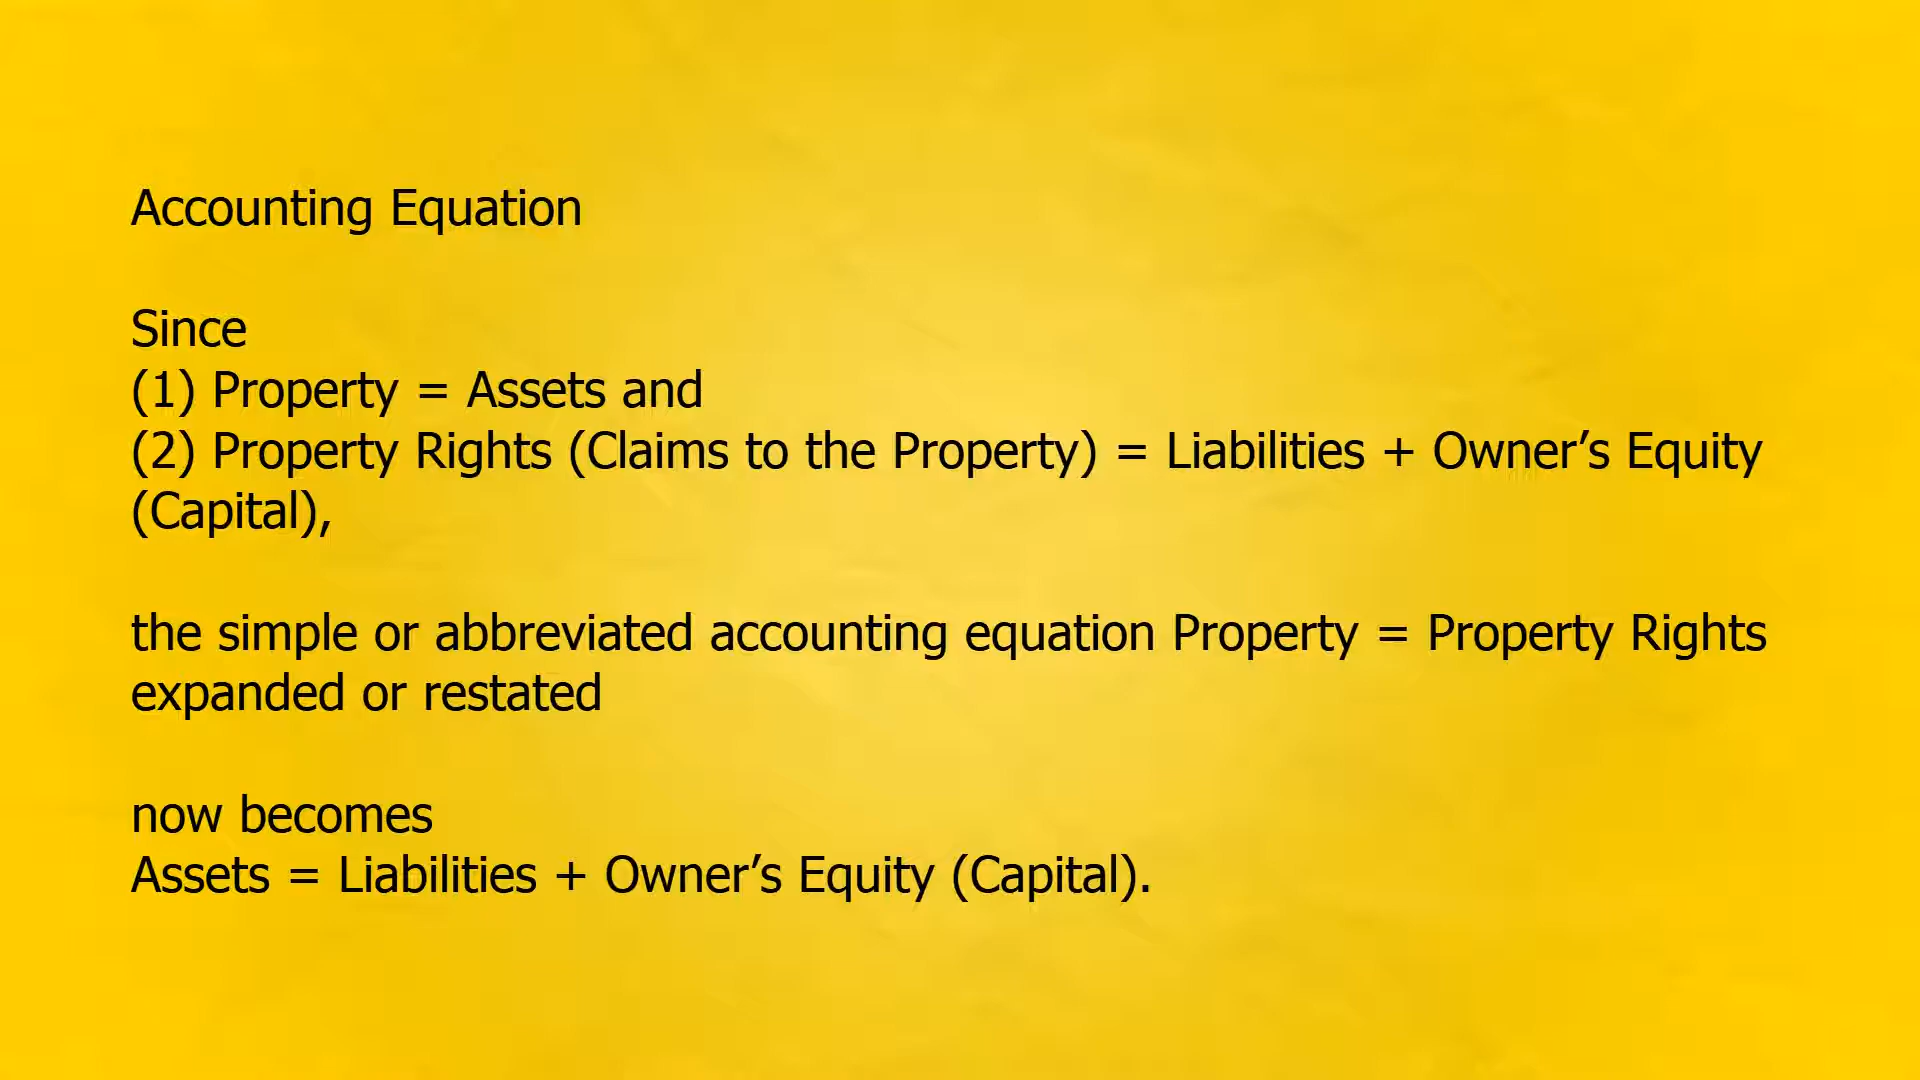 Accounting Equation
Since
(1) Property = Assets and
(2) Property Rights (Claims to the Property) = Liabilities + Owner’s Equity
(Capital),
the simple or abbreviated accounting equation Property = Property Rights
expanded or restated
now becomes
Assets = Liabilities + Owner’s Equity (Capital).